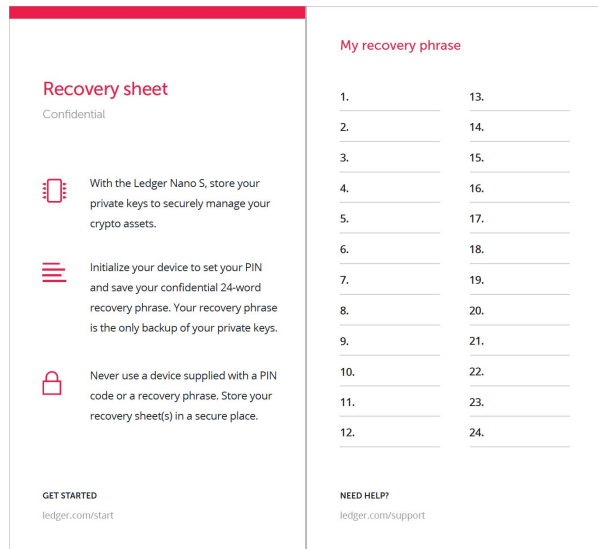 Recovery sheet
Confidential
With the Ledger Nano S, store your
private keys to securely manage your
crypto assets.
Initialize your device to set your PIN
and save your confidential 24-word
recovery phrase. Your recovery phrase
is the only backup of your private keys.
Never use a device supplied with a PIN
code or a recovery phrase. Store your
recovery sheet(s) in a secure place.
GET STARTED
ledger.com/start
My recovery phrase
1.
2.
3.
4.
5.
6.
7.
8.
9.
10.
11.
12.
13.
14.
15.
16.
17.
18.
19.
20.
21.
22.
23.
24.
NEED HELP?
ledger.com/support